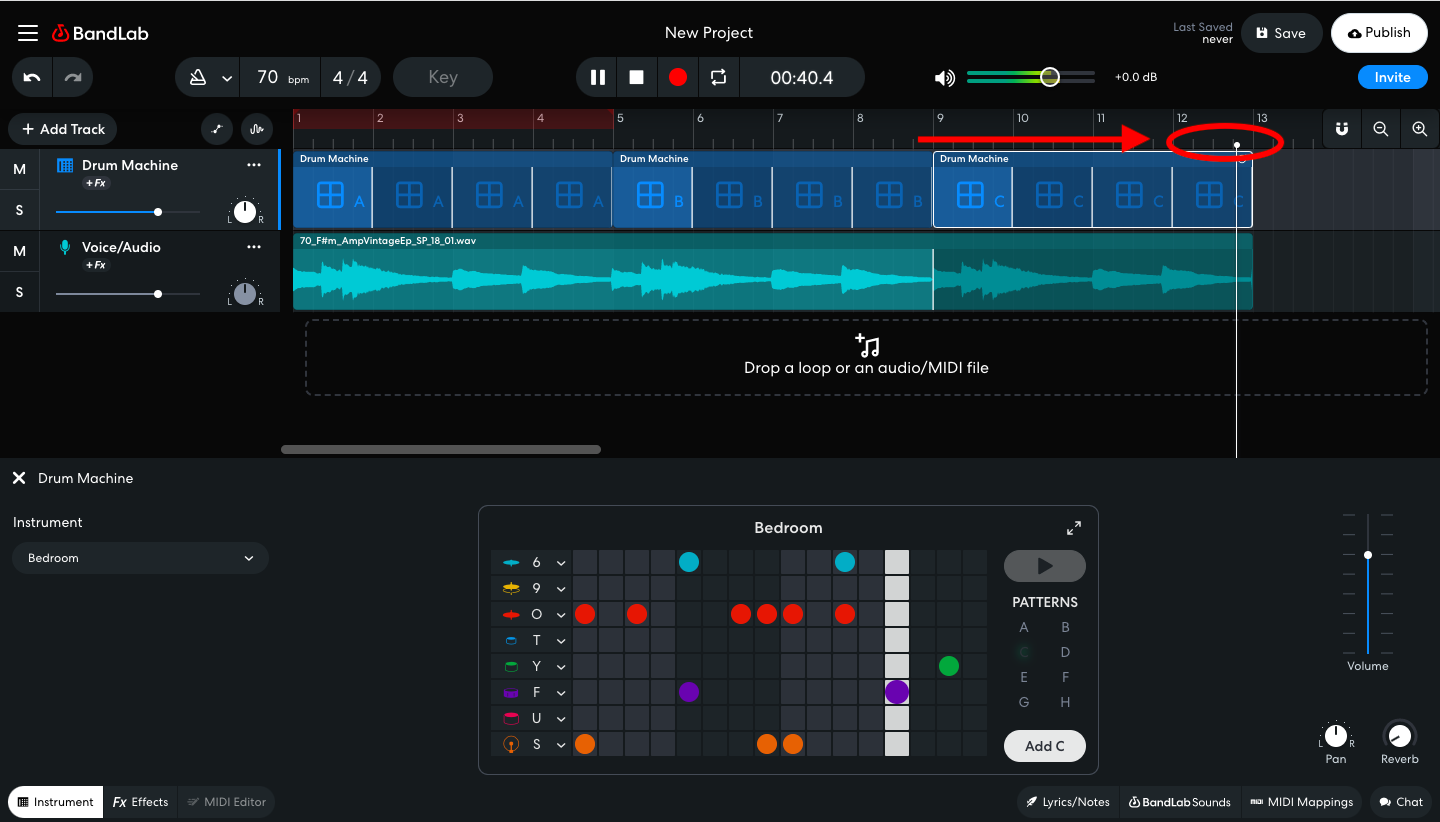 BandLab
New Project
Last Saved
never
Save
Publish
70 bpm
4 / 4
Key
00:40.4
+0.0 dB
Invite
+ Add Track
1 2 3 4 5 6 7 8 9 10 11 12 13
M
Drum Machine
+Fx
S
L R
Drum Machine
Drum Machine
Drum Machine
A A A A B B B B C C C C
M
Voice/Audio
+Fx
S
L R
70_F#m_AmpVintageEp_SP_18_01.wav
Drop a loop or an audio/MIDI file
Drum Machine
Instrument
Bedroom
Bedroom
6
9
O
T
Y
F
U
S
PATTERNS
A B
C D
E F
G H
Add C
Volume
L R
Pan
Reverb
Instrument
Fx Effects
MIDI Editor
Lyrics/Notes
BandLab Sounds
MIDI Mappings
Chat